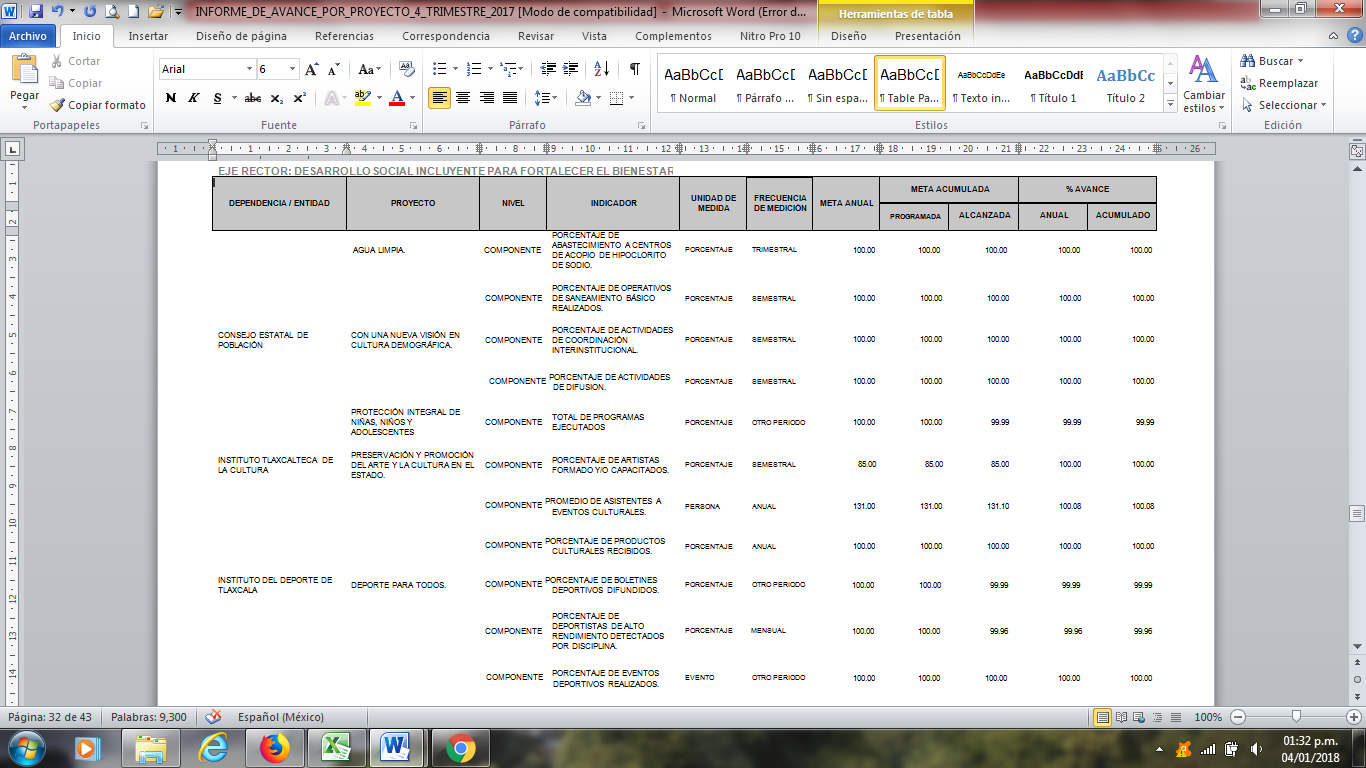 INFORME_DE_AVANCE_POR_PROYECTO_4_TRIMESTRE_2017 [Modo de compatibilidad] - Microsoft Word (Error d...
Herramientas de tabla
Archivo Inicio Insertar Diseño de página Referencias Correspondencia Revisar Vista Complementos Nitro Pro 10 Diseño Presentación
Pegar
Cortar
Copiar
Copiar formato
Portapapeles
Arial 6
N K S abc x₂ x²
Fuente
Párrafo
AaBbCcI AaBbCcI AaBbCcI AaBbCcI AaBbCcDdEe AaBbCcDdE AaBbCc
¶ Normal ¶ Párrafo ... ¶ Sin espa... ¶ Table Pa... ¶ Texto in... ¶ Título 1 Título 2
Cambiar estilos
Estilos
Buscar
Reemplazar
Seleccionar
Edición
EJE RECTOR: DESARROLLO SOCIAL INCLUYENTE PARA FORTALECER EL BIENESTAR
DEPENDENCIA / ENTIDAD PROYECTO NIVEL INDICADOR UNIDAD DE MEDIDA FRECUENCIA DE MEDICIÓN META ANUAL META ACUMULADA % AVANCE
PROGRAMADA ALCANZADA ANUAL ACUMULADO
AGUA LIMPIA. COMPONENTE PORCENTAJE DE ABASTECIMIENTO A CENTROS DE ACOPIO DE HIPOCLORITO DE SODIO. PORCENTAJE TRIMESTRAL 100.00 100.00 100.00 100.00 100.00
COMPONENTE PORCENTAJE DE OPERATIVOS DE SANEAMIENTO BÁSICO REALIZADOS. PORCENTAJE SEMESTRAL 100.00 100.00 100.00 100.00 100.00
CONSEJO ESTATAL DE POBLACIÓN CON UNA NUEVA VISIÓN EN CULTURA DEMOGRÁFICA. COMPONENTE PORCENTAJE DE ACTIVIDADES DE COORDINACIÓN INTERINSTITUCIONAL. PORCENTAJE SEMESTRAL 100.00 100.00 100.00 100.00 100.00
COMPONENTE PORCENTAJE DE ACTIVIDADES DE DIFUSION. PORCENTAJE SEMESTRAL 100.00 100.00 100.00 100.00 100.00
PROTECCIÓN INTEGRAL DE NIÑAS, NIÑOS Y ADOLESCENTES COMPONENTE TOTAL DE PROGRAMAS EJECUTADOS PORCENTAJE OTRO PERIODO 100.00 100.00 99.99 99.99 99.99
INSTITUTO TLAXCALTECA DE LA CULTURA PRESERVACIÓN Y PROMOCIÓN DEL ARTE Y LA CULTURA EN EL ESTADO. COMPONENTE PORCENTAJE DE ARTISTAS FORMADO Y/O CAPACITADOS. PORCENTAJE SEMESTRAL 85.00 85.00 85.00 100.00 100.00
COMPONENTE PROMEDIO DE ASISTENTES A EVENTOS CULTURALES. PERSONA ANUAL 131.00 131.00 131.10 100.08 100.08
COMPONENTE PORCENTAJE DE PRODUCTOS CULTURALES RECIBIDOS. PORCENTAJE ANUAL 100.00 100.00 100.00 100.00 100.00
INSTITUTO DEL DEPORTE DE TLAXCALA DEPORTE PARA TODOS. COMPONENTE PORCENTAJE DE BOLETINES DEPORTIVOS DIFUNDIDOS. PORCENTAJE OTRO PERIODO 100.00 100.00 99.99 99.99 99.99
COMPONENTE PORCENTAJE DE DEPORTISTAS DE ALTO RENDIMIENTO DETECTADOS POR DISCIPLINA. PORCENTAJE MENSUAL 100.00 100.00 99.96 99.96 99.96
COMPONENTE PORCENTAJE DE EVENTOS DEPORTIVOS REALIZADOS. EVENTO OTRO PERIODO 100.00 100.00 100.00 100.00 100.00
Página: 32 de 43 Palabras: 9,300 Español (México) 100%
01:32 p.m.
04/01/2018